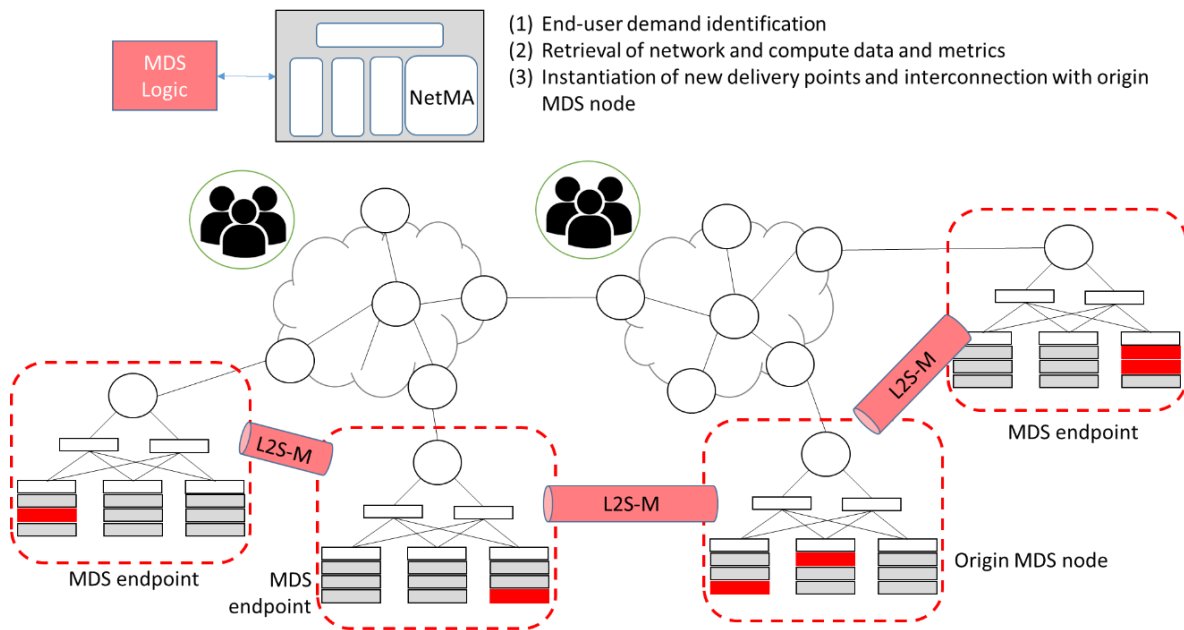 (1) End-user demand identification
(2) Retrieval of network and compute data and metrics
(3) Instantiation of new delivery points and interconnection with origin
MDS node
MDS
Logic
NetMA
L2S-M
MDS endpoint
L2S-M
L2S-M
MDS endpoint
MDS
endpoint
Origin MDS node